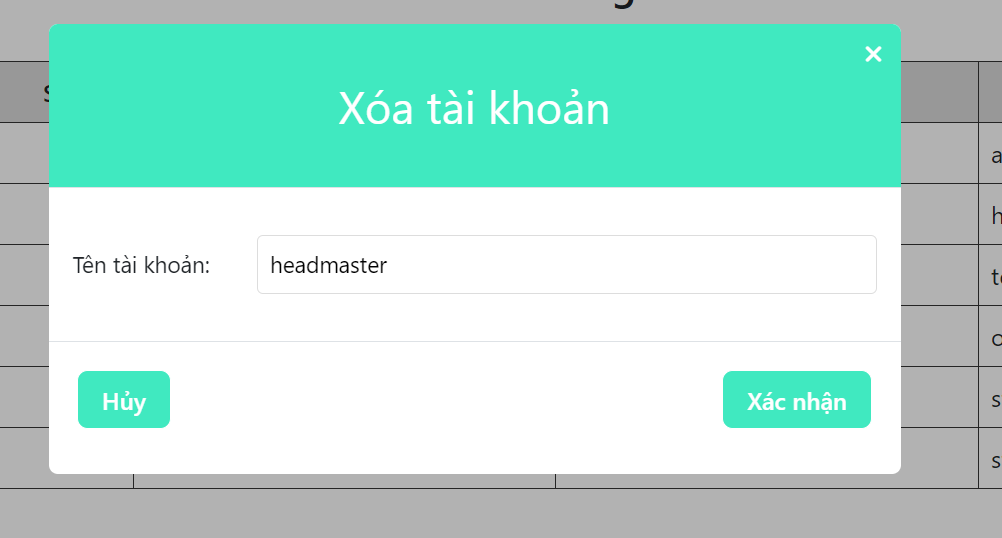 Xóa tài khoản
Tên tài khoản: headmaster
Hủy
Xác nhận